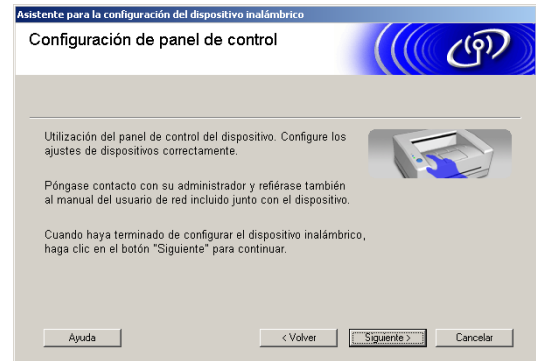 Asistente para la configuración del dispositivo inalámbrico
Configuración de panel de control
Utilización del panel de control del dispositivo. Configure los
ajustes de dispositivos correctamente.
Póngase contacto con su administrador y refiérase también
al manual del usuario de red incluido junto con el dispositivo.
Cuando haya terminado de configurar el dispositivo inalámbrico,
haga clic en el botón "Siguiente" para continuar.
Ayuda
< Volver
Siguiente >
Cancelar